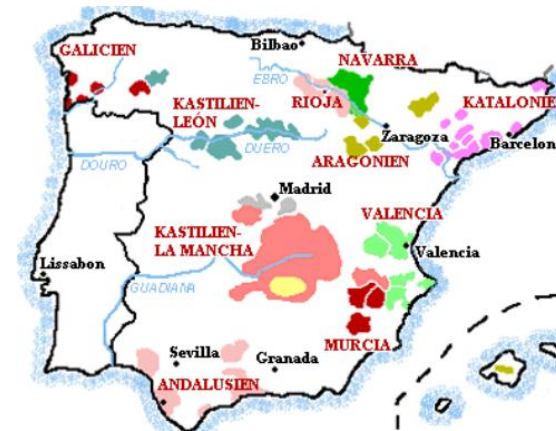 GALICIEN
Bilbao
NAVARRA
EBRO
KASTILIEN-
LEÓN
RIOJA
KATALONIE
DUERO
Zaragoza
Barcelon
DOURO
ARAGONIEN
Madrid
KASTILIEN-
LA MANCHA
VALENCIA
Valencia
Lissabon
GUADIANA
MURCIA
Sevilla
Granada
ANDALUSIEN